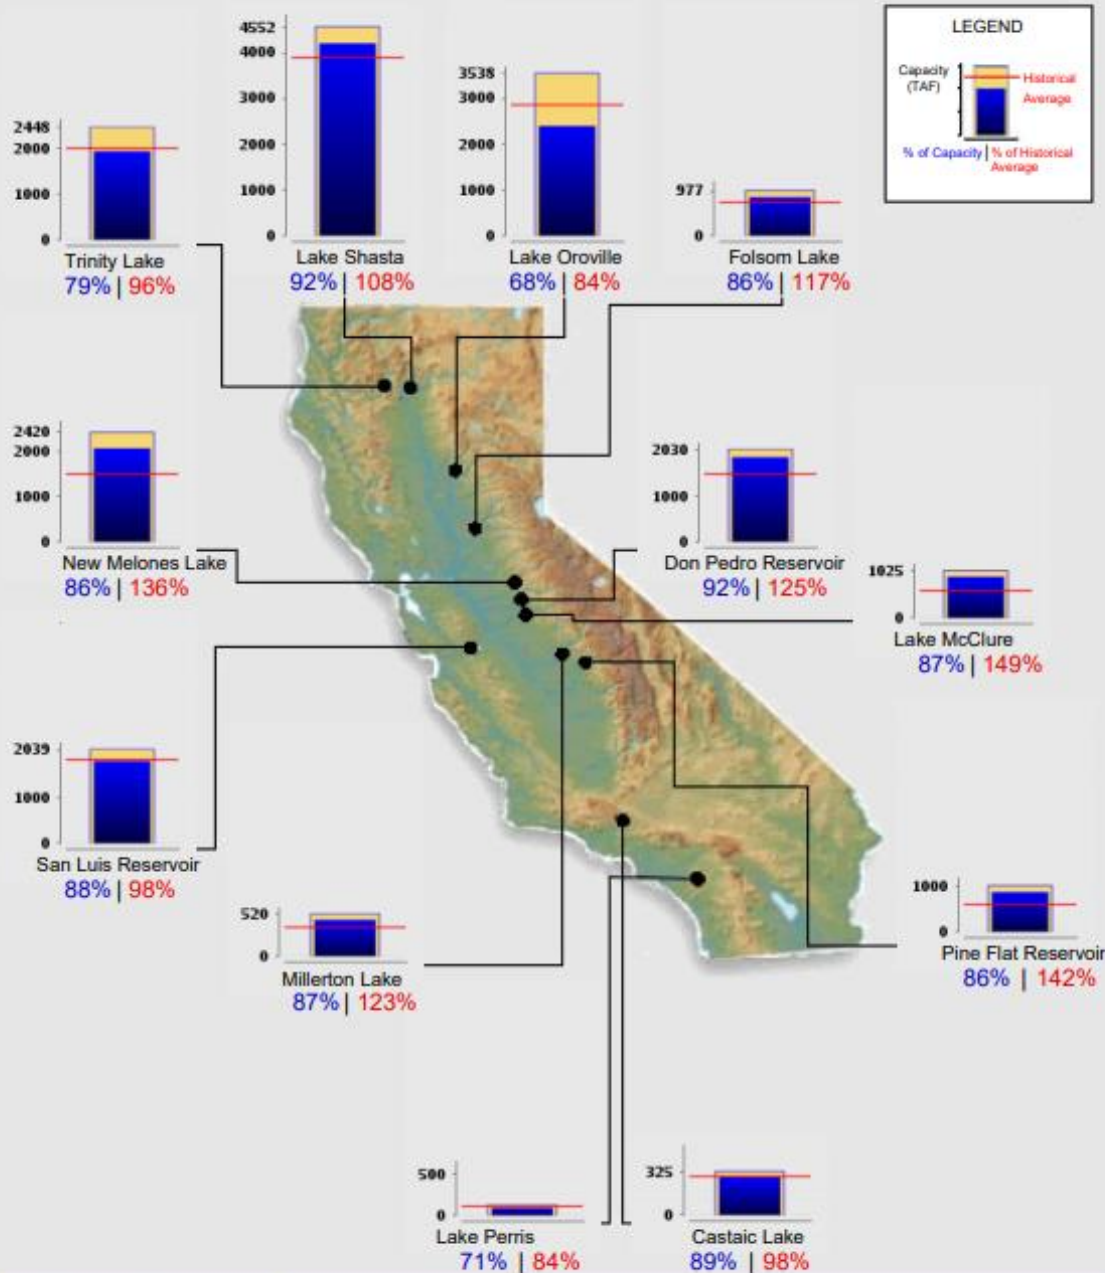 4552
4000
3000
2000
1000
0
Lake Shasta
92% | 108%
3538
3000
2000
1000
0
Lake Oroville
68% | 84%
977
0
Folsom Lake
86% | 117%
LEGEND
Capacity
(TAF)
Historical
Average
% of Capacity | % of Historical
Average
2448
2000
1000
0
Trinity Lake
79% | 96%
2420
2000
1000
0
New Melones Lake
86% | 136%
2030
1000
0
Don Pedro Reservoir
92% | 125%
1025
0
Lake McClure
87% | 149%
2039
1000
0
San Luis Reservoir
88% | 98%
520
0
Millerton Lake
87% | 123%
1000
0
Pine Flat Reservoir
86% | 142%
500
0
Lake Perris
71% | 84%
325
0
Castaic Lake
89% | 98%